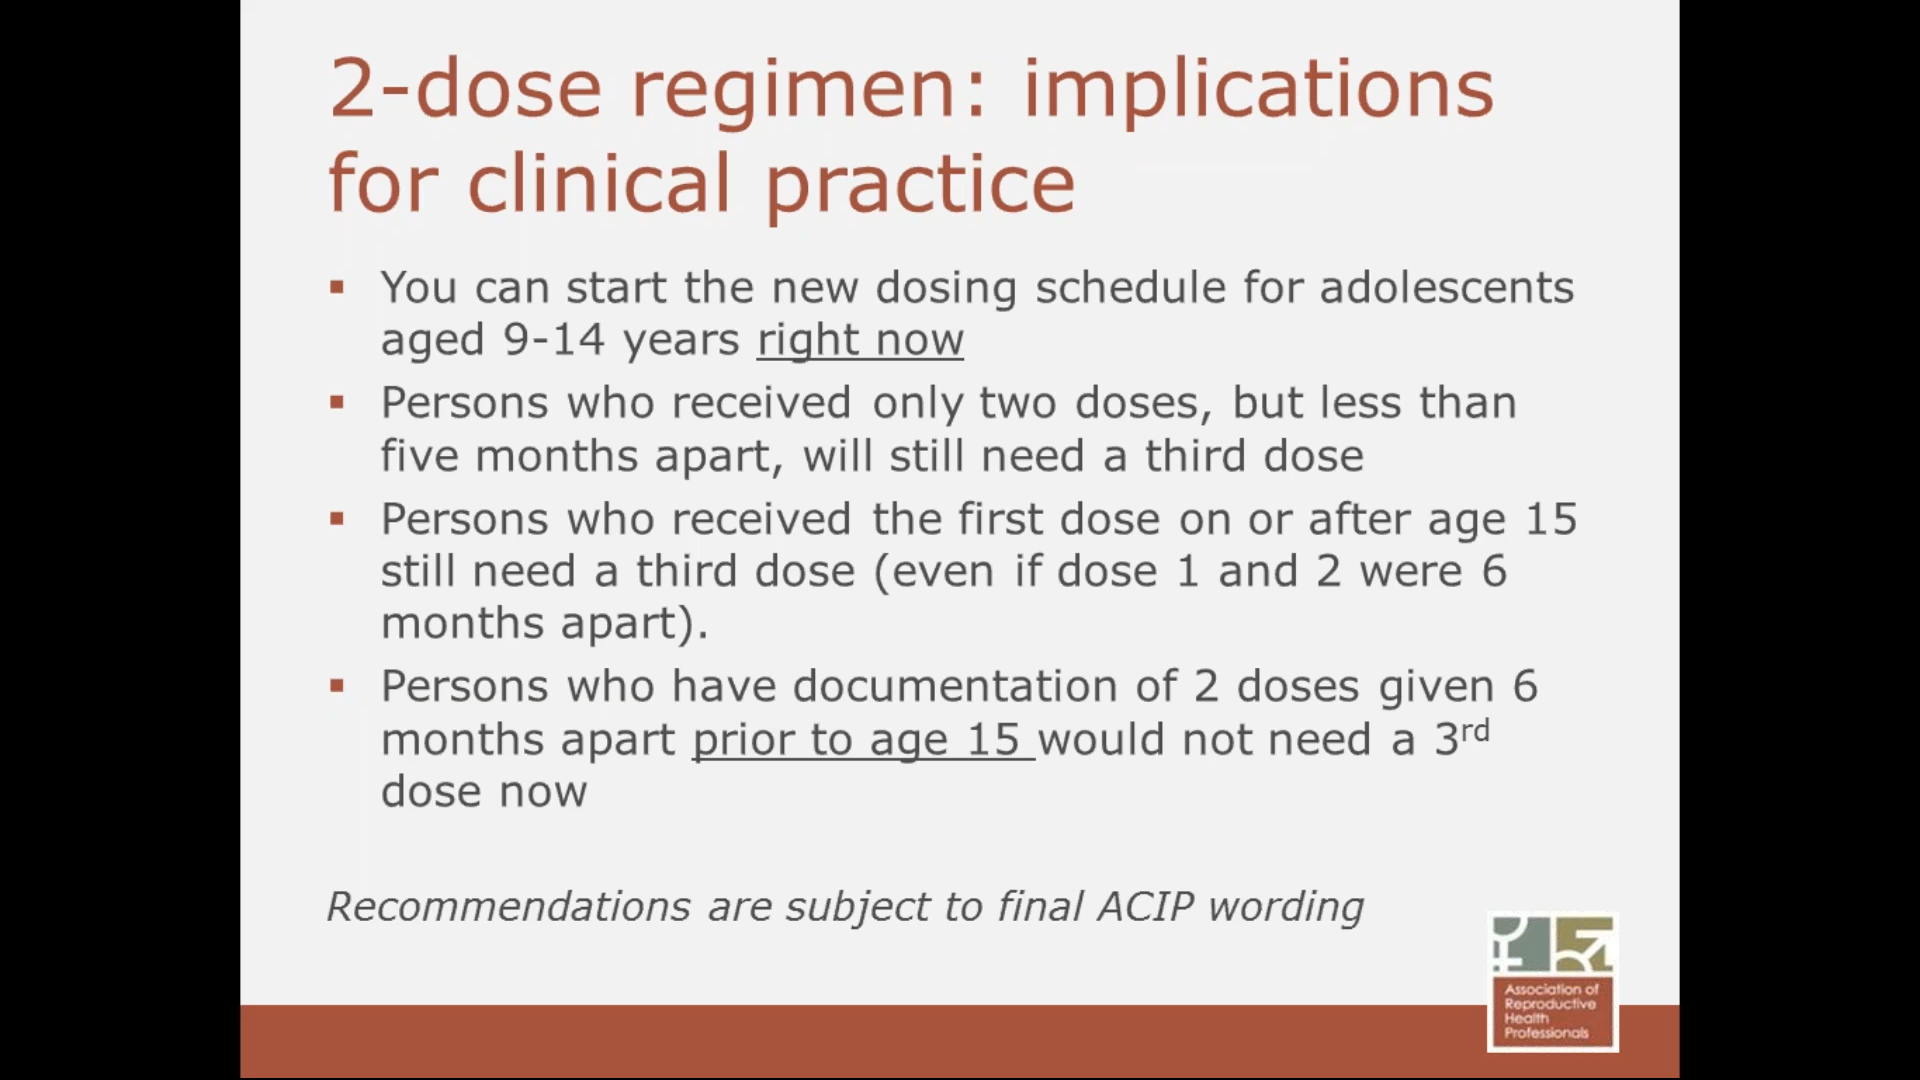 2-dose regimen: implications
for clinical practice
▪ You can start the new dosing schedule for adolescents
aged 9-14 years right now
▪ Persons who received only two doses, but less than
five months apart, will still need a third dose
▪ Persons who received the first dose on or after age 15
still need a third dose (even if dose 1 and 2 were 6
months apart).
▪ Persons who have documentation of 2 doses given 6
months apart prior to age 15 would not need a 3rd
dose now
Recommendations are subject to final ACIP wording
Association of
Reproductive
Health
Professionals